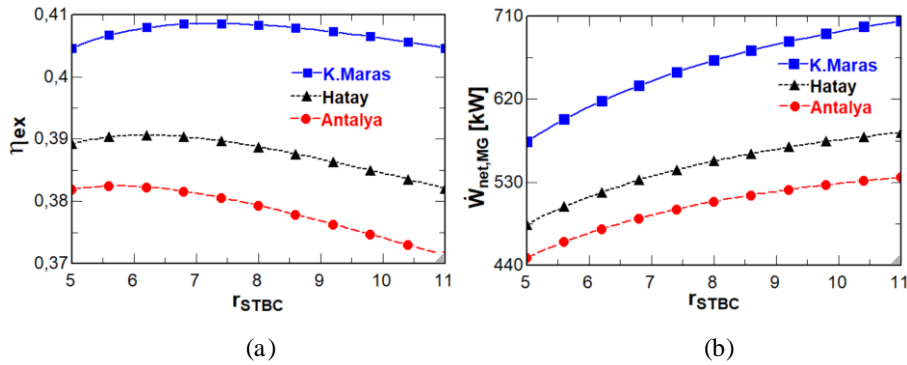 0,41
0,4
0,39
0,38
0,37
ηex
K.Maras
Hatay
Antalya
5 6 7 8 9 10 11
rSTBC
(a)
710
620
530
440
Ẇnet,MG [kW]
K.Maras
Hatay
Antalya
5 6 7 8 9 10 11
rSTBC
(b)